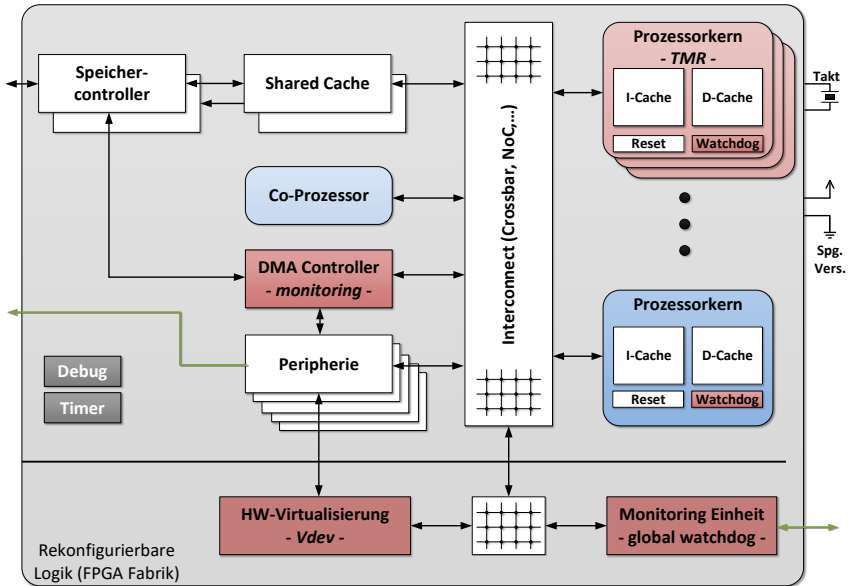 Speicher-
controller
Shared Cache
Co-Prozessor
DMA Controller
- monitoring -
Peripherie
Debug
Timer
Interconnect (Crossbar, NoC,...)
Prozessorkern
- TMR -
I-Cache
D-Cache
Reset
Watchdog
Takt
Spg.
Vers.
Prozessorkern
I-Cache
D-Cache
Reset
Watchdog
HW-Virtualisierung
- Vdev -
Monitoring Einheit
- global watchdog -
Rekonfigurierbare
Logik (FPGA Fabrik)